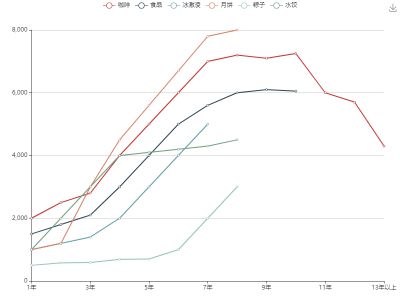 咖啡 食品 冰激凌 月饼 粽子 水饺
8,000
6,000
4,000
2,000
0
1年 3年 5年 7年 9年 11年 13年以上